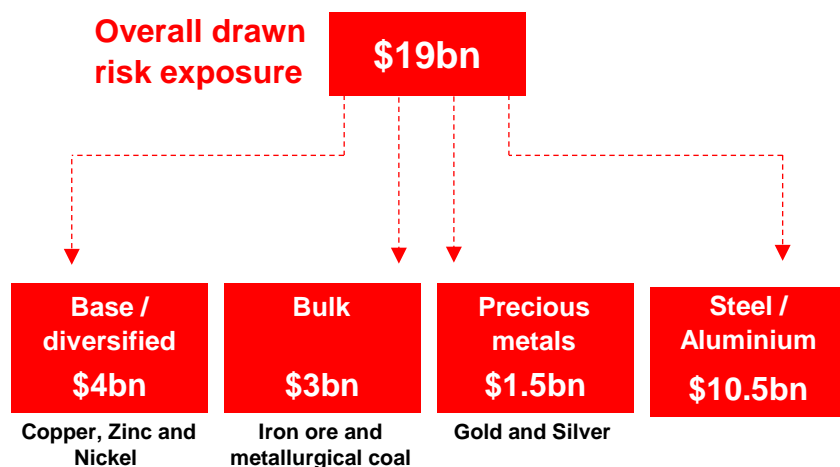 Overall drawn
risk exposure
$19bn
Base /
diversified
$4bn
Copper, Zinc and
Nickel
Bulk
$3bn
Iron ore and
metallurgical coal
Precious
metals
$1.5bn
Gold and Silver
Steel /
Aluminium
$10.5bn